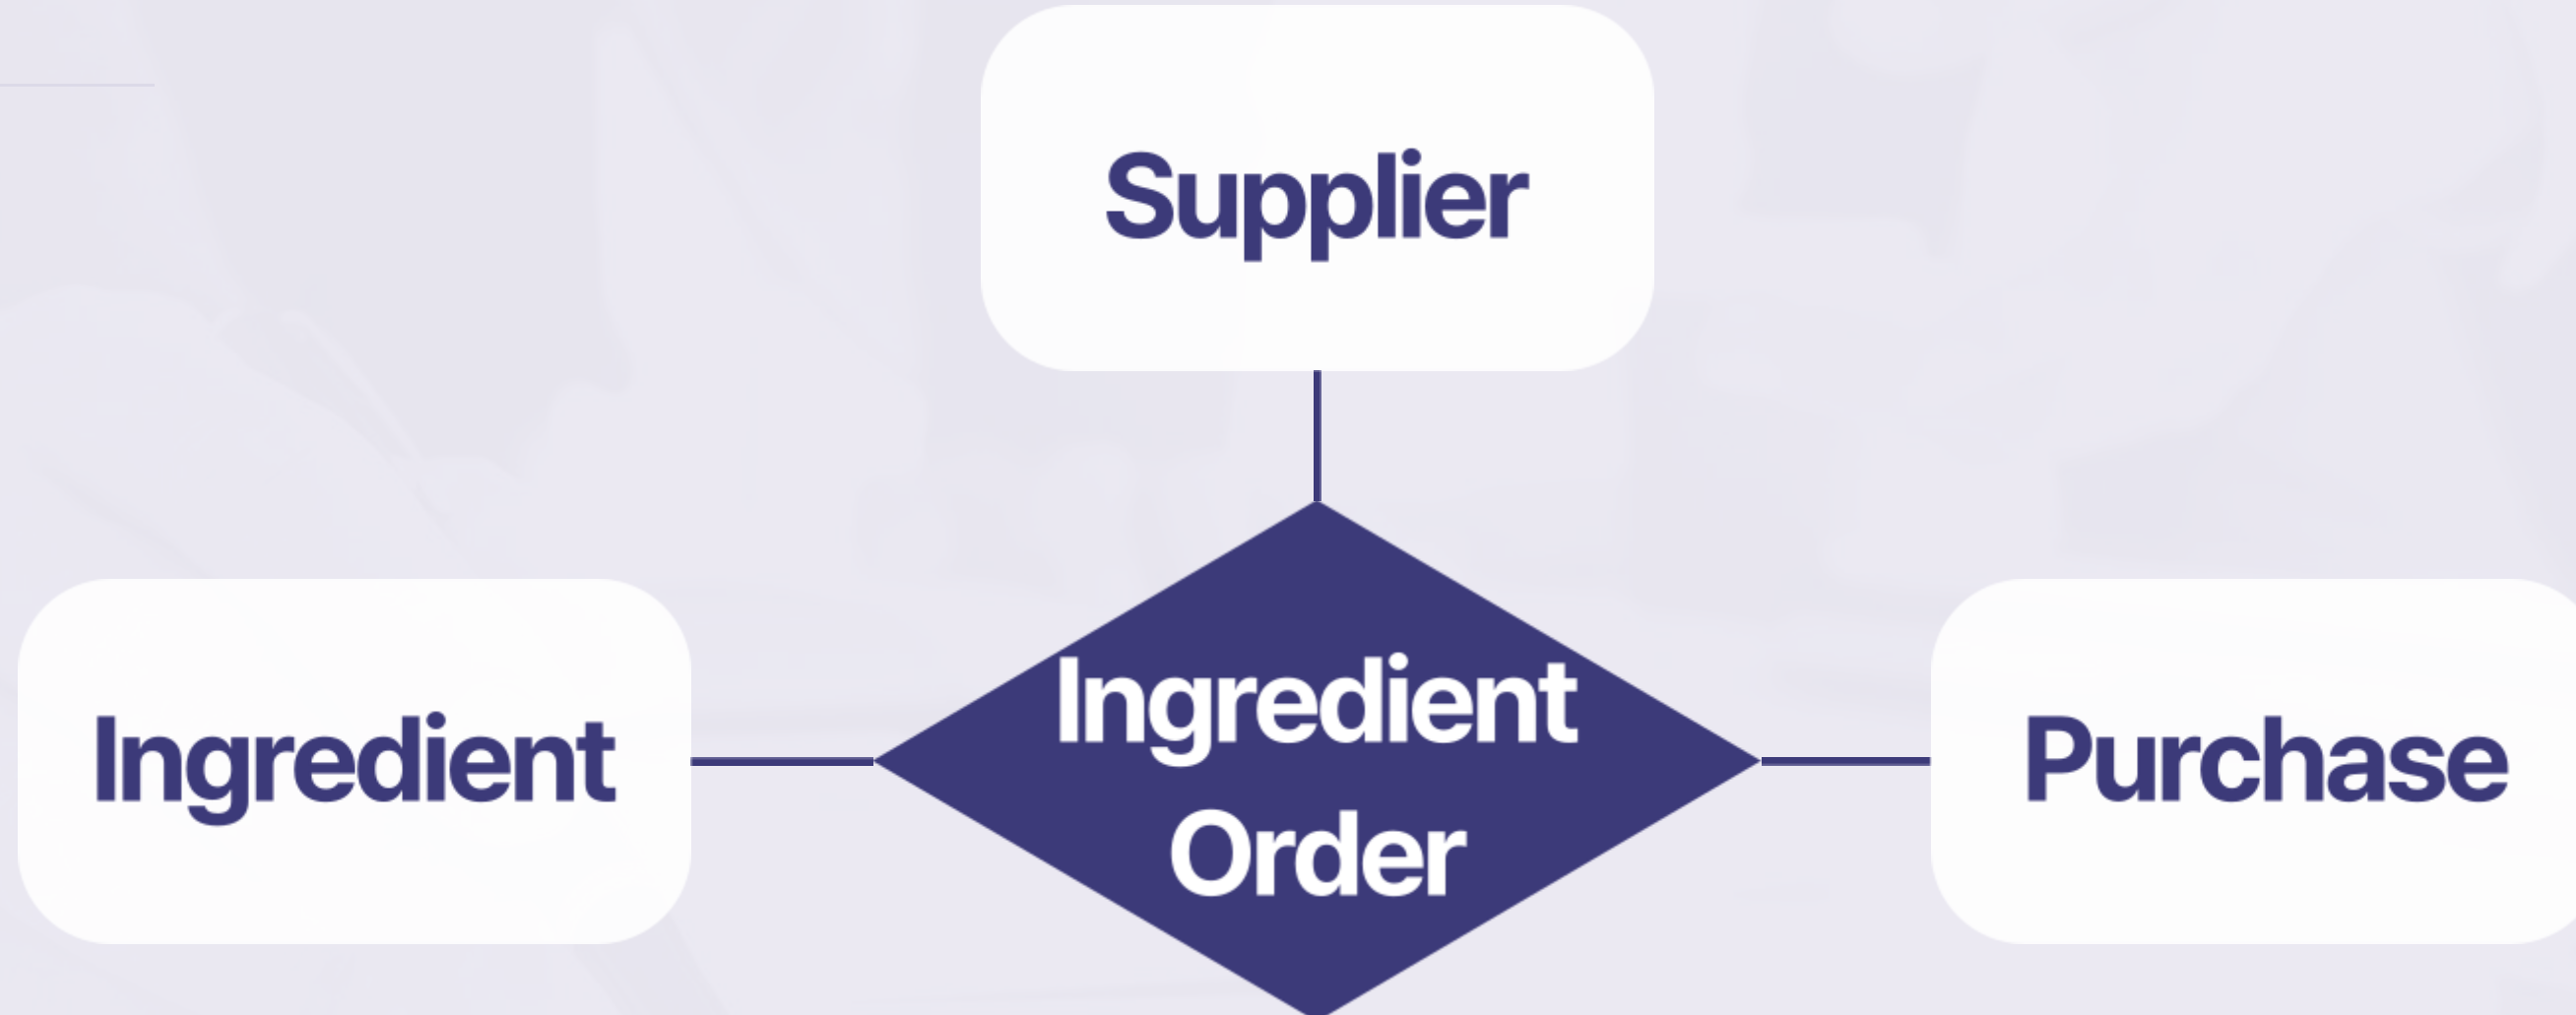 Supplier
Ingredient
Ingredient
Order
Purchase